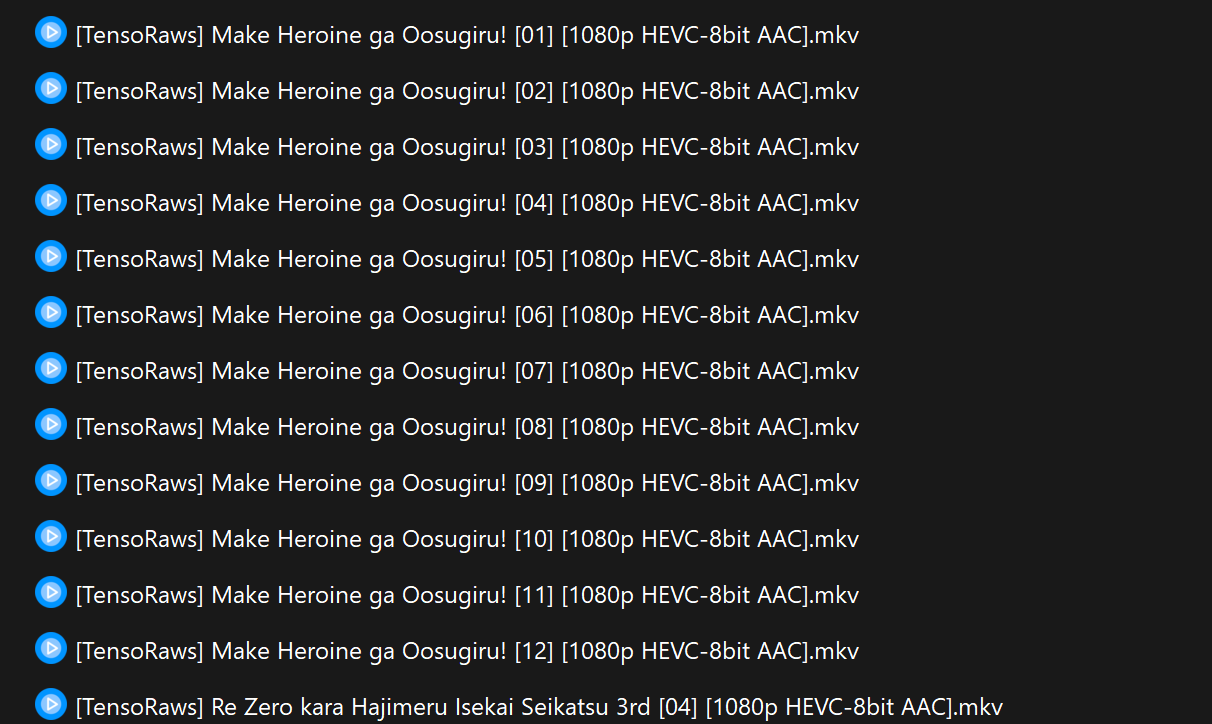 [TensoRaws] Make Heroine ga Oosugiru! [01] [1080p HEVC-8bit AAC].mkv
[TensoRaws] Make Heroine ga Oosugiru! [02] [1080p HEVC-8bit AAC].mkv
[TensoRaws] Make Heroine ga Oosugiru! [03] [1080p HEVC-8bit AAC].mkv
[TensoRaws] Make Heroine ga Oosugiru! [04] [1080p HEVC-8bit AAC].mkv
[TensoRaws] Make Heroine ga Oosugiru! [05] [1080p HEVC-8bit AAC].mkv
[TensoRaws] Make Heroine ga Oosugiru! [06] [1080p HEVC-8bit AAC].mkv
[TensoRaws] Make Heroine ga Oosugiru! [07] [1080p HEVC-8bit AAC].mkv
[TensoRaws] Make Heroine ga Oosugiru! [08] [1080p HEVC-8bit AAC].mkv
[TensoRaws] Make Heroine ga Oosugiru! [09] [1080p HEVC-8bit AAC].mkv
[TensoRaws] Make Heroine ga Oosugiru! [10] [1080p HEVC-8bit AAC].mkv
[TensoRaws] Make Heroine ga Oosugiru! [11] [1080p HEVC-8bit AAC].mkv
[TensoRaws] Make Heroine ga Oosugiru! [12] [1080p HEVC-8bit AAC].mkv
[TensoRaws] Re Zero kara Hajimeru Isekai Seikatsu 3rd [04] [1080p HEVC-8bit AAC].mkv